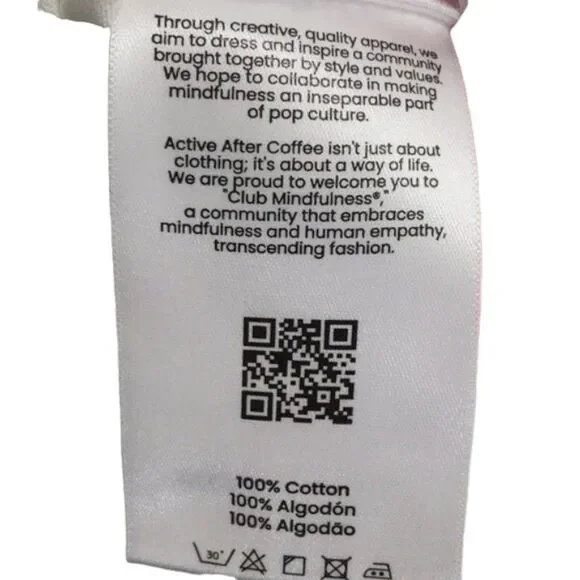 Through creative, quality apparel, we
aim to dress and inspire a community
brought together by style and values.
We hope to collaborate in making
mindfulness an inseparable part
of pop culture.
Active After Coffee isn't just about
clothing; it's about a way of life.
We are proud to welcome you to
"Club Mindfulness®,"
a community that embraces
mindfulness and human empathy,
transcending fashion.
100% Cotton
100% Algodón
100% Algodão
30°